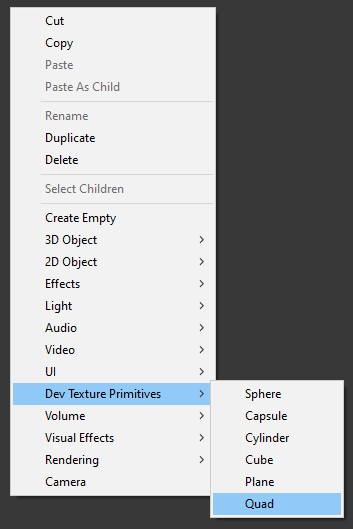 Cut
Copy
Paste
Paste As Child
Rename
Duplicate
Delete
Select Children
Create Empty
3D Object
2D Object
Effects
Light
Audio
Video
UI
Dev Texture Primitives
Volume
Visual Effects
Rendering
Camera
Sphere
Capsule
Cylinder
Cube
Plane
Quad